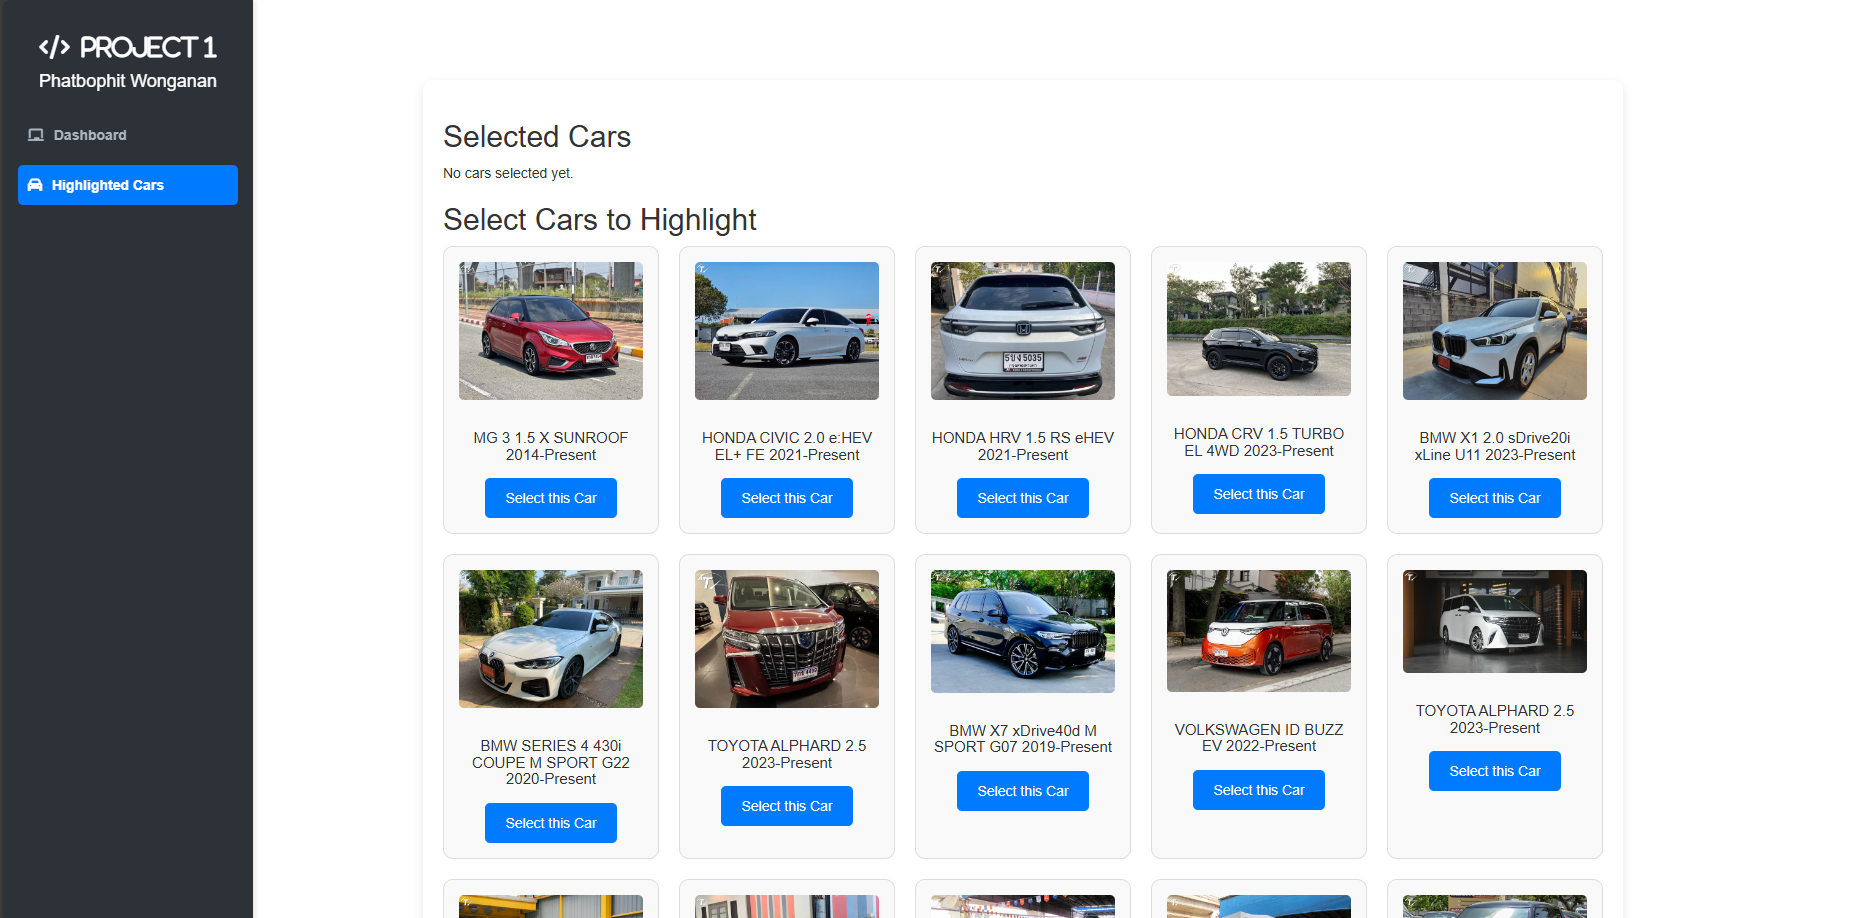 </> PROJECT 1
Phatbophit Wonganan
Dashboard
Highlighted Cars
Selected Cars
No cars selected yet.
Select Cars to Highlight
MG 3 1.5 X SUNROOF
2014-Present
Select this Car
HONDA CIVIC 2.0 e:HEV
EL+ FE 2021-Present
Select this Car
5035
HONDA HRV 1.5 RS eHEV
2021-Present
Select this Car
HONDA CRV 1.5 TURBO
EL 4WD 2023-Present
Select this Car
BMW X1 2.0 sDrive20i
xLine U11 2023-Present
Select this Car
BMW SERIES 4 430i
COUPE M SPORT G22
2020-Present
Select this Car
TOYOTA ALPHARD 2.5
2023-Present
Select this Car
BMW X7 xDrive40d M
SPORT G07 2019-Present
Select this Car
VOLKSWAGEN ID BUZZ
EV 2022-Present
Select this Car
TOYOTA ALPHARD 2.5
2023-Present
Select this Car